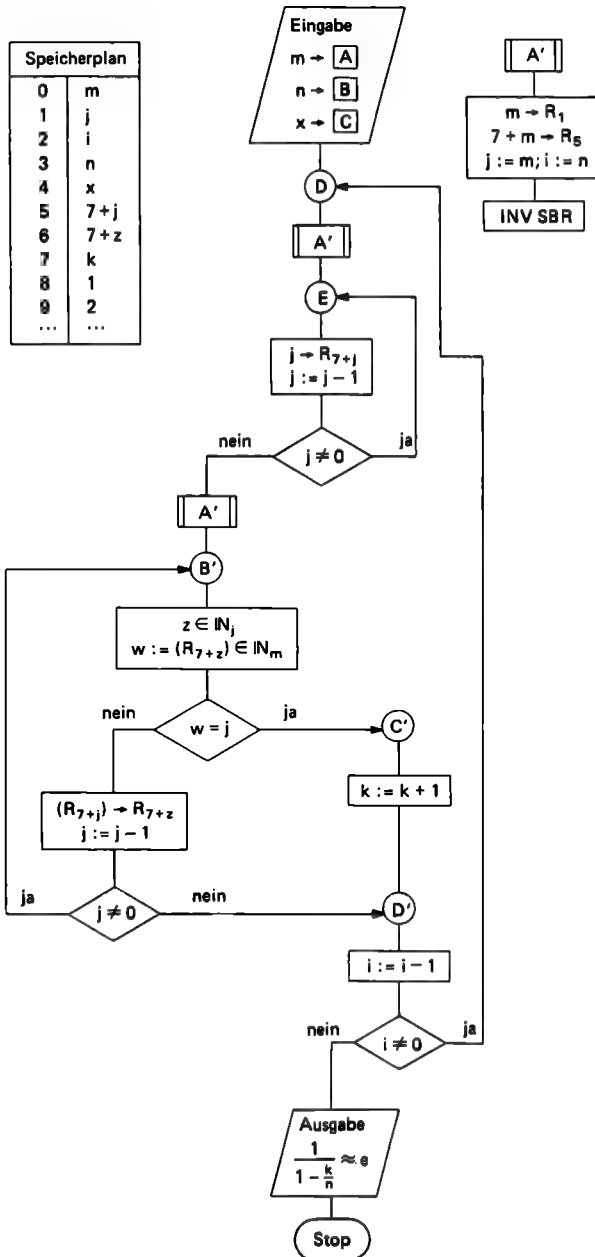 Speicherplan
0 m
1 j
2 i
3 n
4 x
5 7+j
6 7+z
7 k
8 1
9 2
... ...
Eingabe
m → A
n → B
x → C
A'
m → R₁
7 + m → R₅
j := m; i := n
INV SBR
D
A'
E
j → R₇₊ⱼ
j := j − 1
nein
j ≠ 0
ja
A'
B'
z ∈ ℕⱼ
w := (R₇₊z) ∈ ℕₘ
nein
w = j
ja
C'
(R₇₊ⱼ) → R₇₊z
j := j − 1
k := k + 1
ja
j ≠ 0
nein
D'
i := i − 1
nein
i ≠ 0
ja
Ausgabe
1
1 − k/n
≈ e
Stop